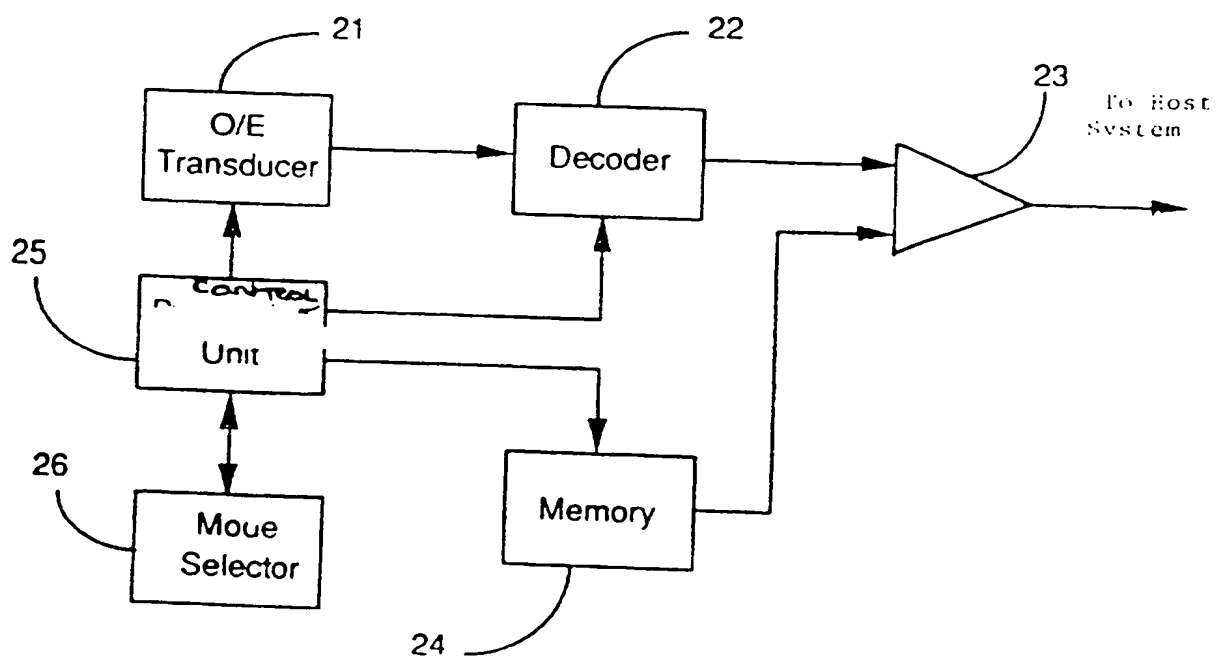 21
22
23
To Host
System
O/E
Transducer
Decoder
25
CONTROL
Unit
26
Moue
Selector
Memory
24